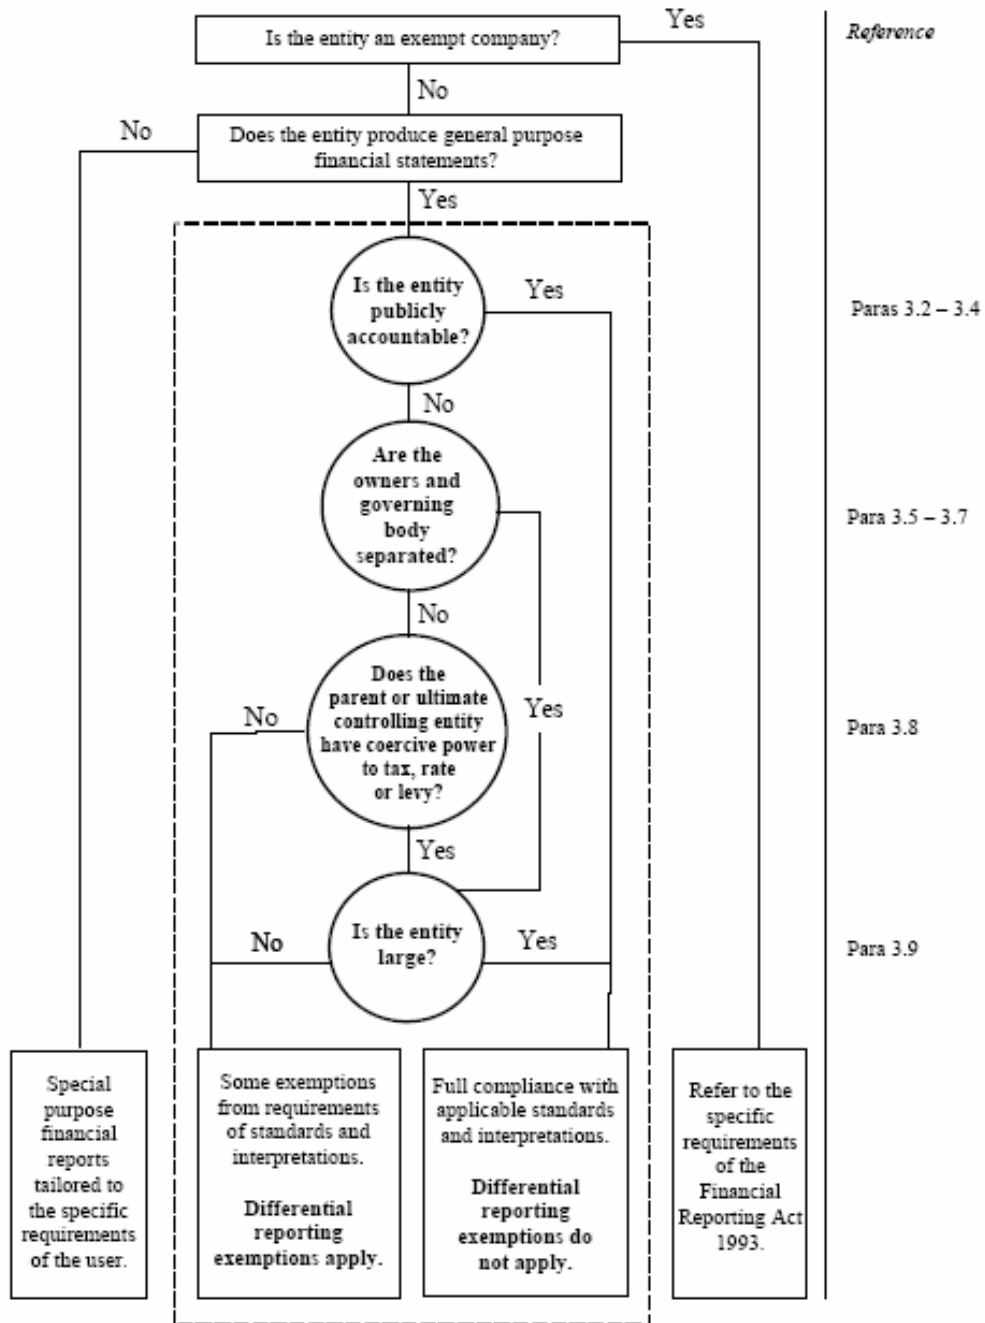 Yes
Is the entity an exempt company?
Reference
No
No
Does the entity produce general purpose
financial statements?
Yes
Is the entity
publicly
accountable?
Yes
Paras 3.2 – 3.4
No
Are the
owners and
governing
body
separated?
Para 3.5 – 3.7
No
Does the
parent or ultimate
controlling entity
have coercive power
to tax, rate
or levy?
No
Yes
Para 3.8
Yes
Is the entity
large?
No
Yes
Para 3.9
Special
purpose
financial
reports
tailored to
the specific
requirements
of the user.
Some exemptions
from requirements
of standards and
interpretations.
Differential
reporting
exemptions apply.
Full compliance with
applicable standards
and interpretations.
Differential
reporting
exemptions do
not apply.
Refer to the
specific
requirements
of the
Financial
Reporting Act
1993.